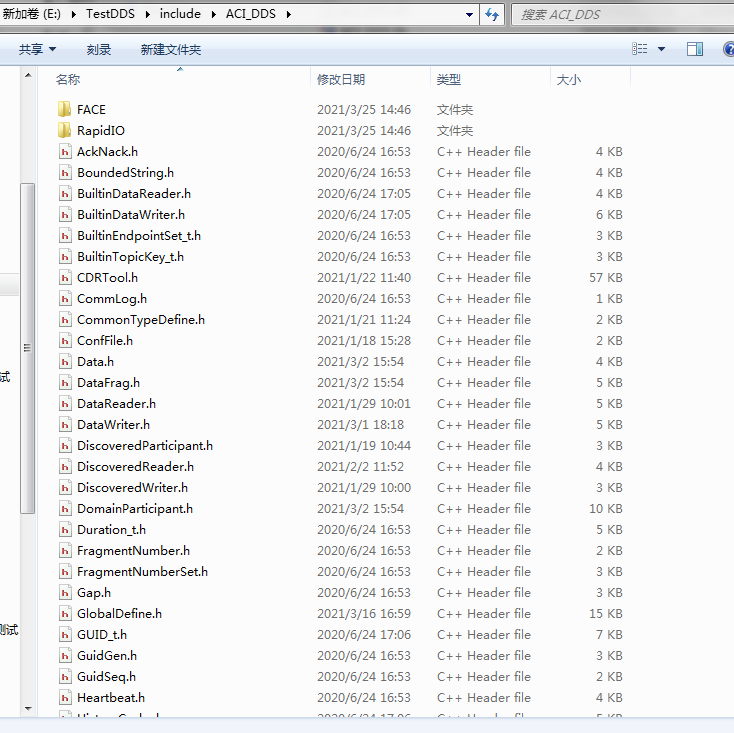 新加卷 (E:) ▸ TestDDS ▸ include ▸ ACI_DDS ▸ 搜索 ACI_DDS
共享 刻录 新建文件夹
名称 修改日期 类型 大小
FACE 2021/3/25 14:46 文件夹
RapidIO 2021/3/25 14:46 文件夹
AckNack.h 2020/6/24 16:53 C++ Header file 4 KB
BoundedString.h 2020/6/24 16:53 C++ Header file 4 KB
BuiltinDataReader.h 2020/6/24 17:05 C++ Header file 4 KB
BuiltinDataWriter.h 2020/6/24 17:05 C++ Header file 6 KB
BuiltinEndpointSet_t.h 2020/6/24 16:53 C++ Header file 3 KB
BuiltinTopicKey_t.h 2020/6/24 16:53 C++ Header file 3 KB
CDRTool.h 2021/1/22 11:40 C++ Header file 57 KB
CommLog.h 2020/6/24 16:53 C++ Header file 1 KB
CommonTypeDefine.h 2021/1/21 11:24 C++ Header file 2 KB
ConfFile.h 2021/1/18 15:28 C++ Header file 2 KB
Data.h 2021/3/2 15:54 C++ Header file 4 KB
试
DataFrag.h 2021/3/2 15:54 C++ Header file 5 KB
DataReader.h 2021/1/29 10:01 C++ Header file 5 KB
DataWriter.h 2021/3/1 18:18 C++ Header file 5 KB
DiscoveredParticipant.h 2021/1/19 10:44 C++ Header file 3 KB
DiscoveredReader.h 2021/2/2 11:52 C++ Header file 4 KB
DiscoveredWriter.h 2021/1/29 10:00 C++ Header file 3 KB
DomainParticipant.h 2021/3/2 15:54 C++ Header file 10 KB
Duration_t.h 2020/6/24 16:53 C++ Header file 5 KB
FragmentNumber.h 2020/6/24 16:53 C++ Header file 2 KB
FragmentNumberSet.h 2020/6/24 16:53 C++ Header file 3 KB
Gap.h 2020/6/24 16:53 C++ Header file 3 KB
GlobalDefine.h 2021/3/16 16:59 C++ Header file 15 KB
测试 GUID_t.h 2020/6/24 17:06 C++ Header file 7 KB
GuidGen.h 2020/6/24 16:53 C++ Header file 3 KB
GuidSeq.h 2020/6/24 16:53 C++ Header file 2 KB
Heartbeat.h 2020/6/24 16:53 C++ Header file 4 KB